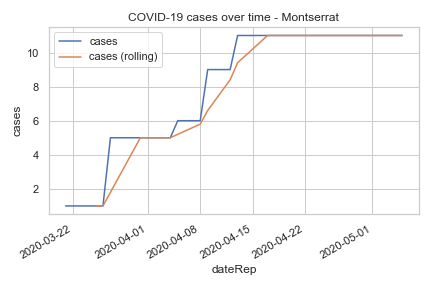 COVID-19 cases over time - Montserrat
cases
cases (rolling)
cases
10
8
6
4
2
2020-03-22
2020-04-01
2020-04-08
2020-04-15
2020-04-22
2020-05-01
dateRep